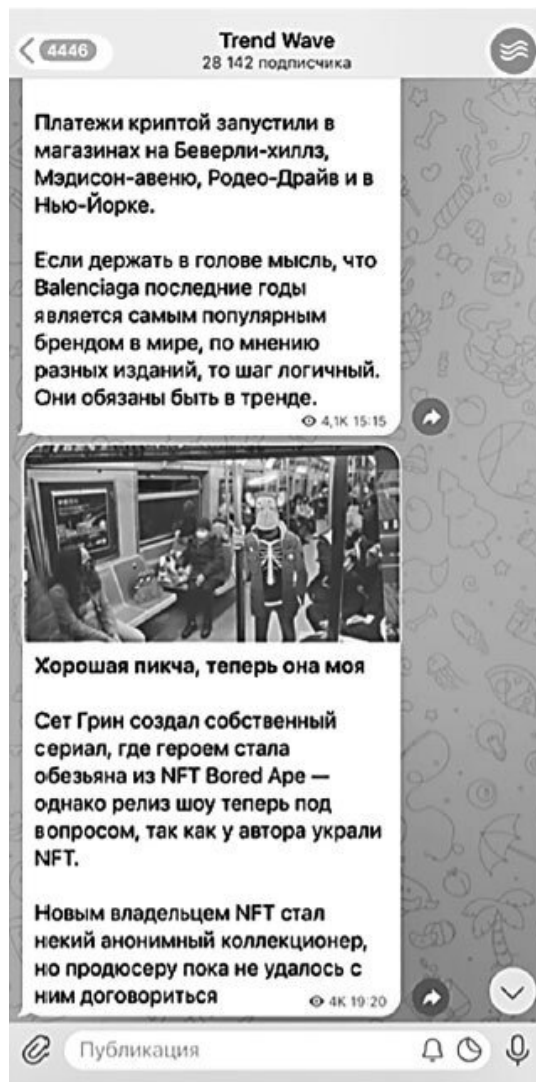 4446
Trend Wave
28 142 подписчика
Платежи криптой запустили в
магазинах на Беверли-хиллз,
Мэдисон-авеню, Родео-Драйв и в
Нью-Йорке.
Если держать в голове мысль, что
Balenciaga последние годы
является самым популярным
брендом в мире, по мнению
разных изданий, то шаг логичный.
Они обязаны быть в тренде.
4,1K 15:15
Хорошая пикча, теперь она моя
Сет Грин создал собственный
сериал, где героем стала
обезьяна из NFT Bored Ape —
однако релиз шоу теперь под
вопросом, так как у автора украли
NFT.
Новым владельцем NFT стал
некий анонимный коллекционер,
но продюсеру пока не удалось с
ним договориться
4K 19:20
Публикация